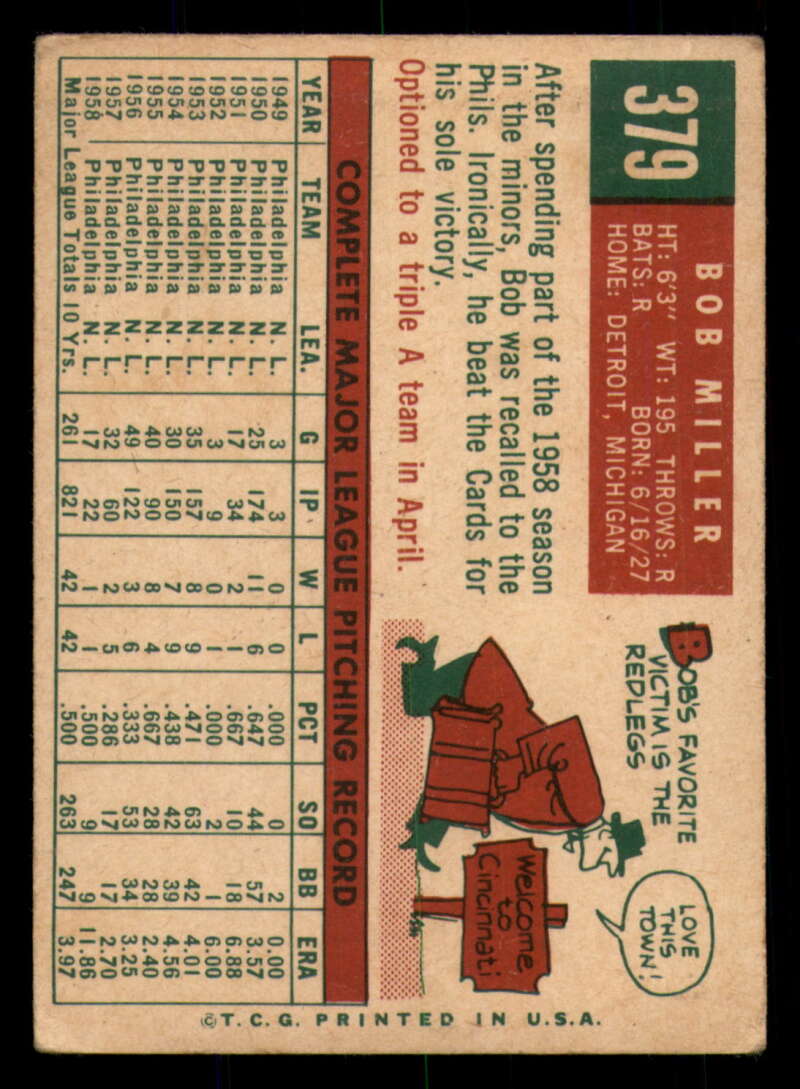 379
BOB MILLER
HT: 6'3" WT: 195 THROWS: R
BATS: R BORN: 6/16/27
HOME: DETROIT, MICHIGAN
After spending part of the 1958 season
in the minors, Bob was recalled to the
Phils. Ironically, he beat the Cards for
his sole victory.
Optioned to a triple A team in April.
BOB'S FAVORITE
VICTIM IS THE
REDLEGS
LOVE
THIS
TOWN!
Welcome
to
Cincinnati
COMPLETE MAJOR LEAGUE PITCHING RECORD
YEAR TEAM LEA. G IP W L PCT SO BB ERA
1949 Philadelphia N. L. 3 3 0 0 .000 0 2 0.00
1950 Philadelphia N. L. 25 174 11 6 .647 44 57 3.57
1951 Philadelphia N. L. 17 34 2 1 .667 10 18 6.88
1952 Philadelphia N. L. 3 9 0 1 .000 2 1 6.00
1953 Philadelphia N. L. 35 157 8 9 .471 63 42 4.01
1954 Philadelphia N. L. 30 150 7 9 .438 42 39 4.56
1955 Philadelphia N. L. 40 90 8 4 .667 28 28 2.40
1956 Philadelphia N. L. 49 122 3 6 .333 53 34 3.25
1957 Philadelphia N. L. 32 60 2 5 .286 17 17 2.70
1958 Philadelphia N. L. 17 22 1 1 .500 9 9 11.86
Major League Totals 10 Yrs. 261 821 42 42 .500 263 247 3.97
©T.C.G. PRINTED IN U.S.A.